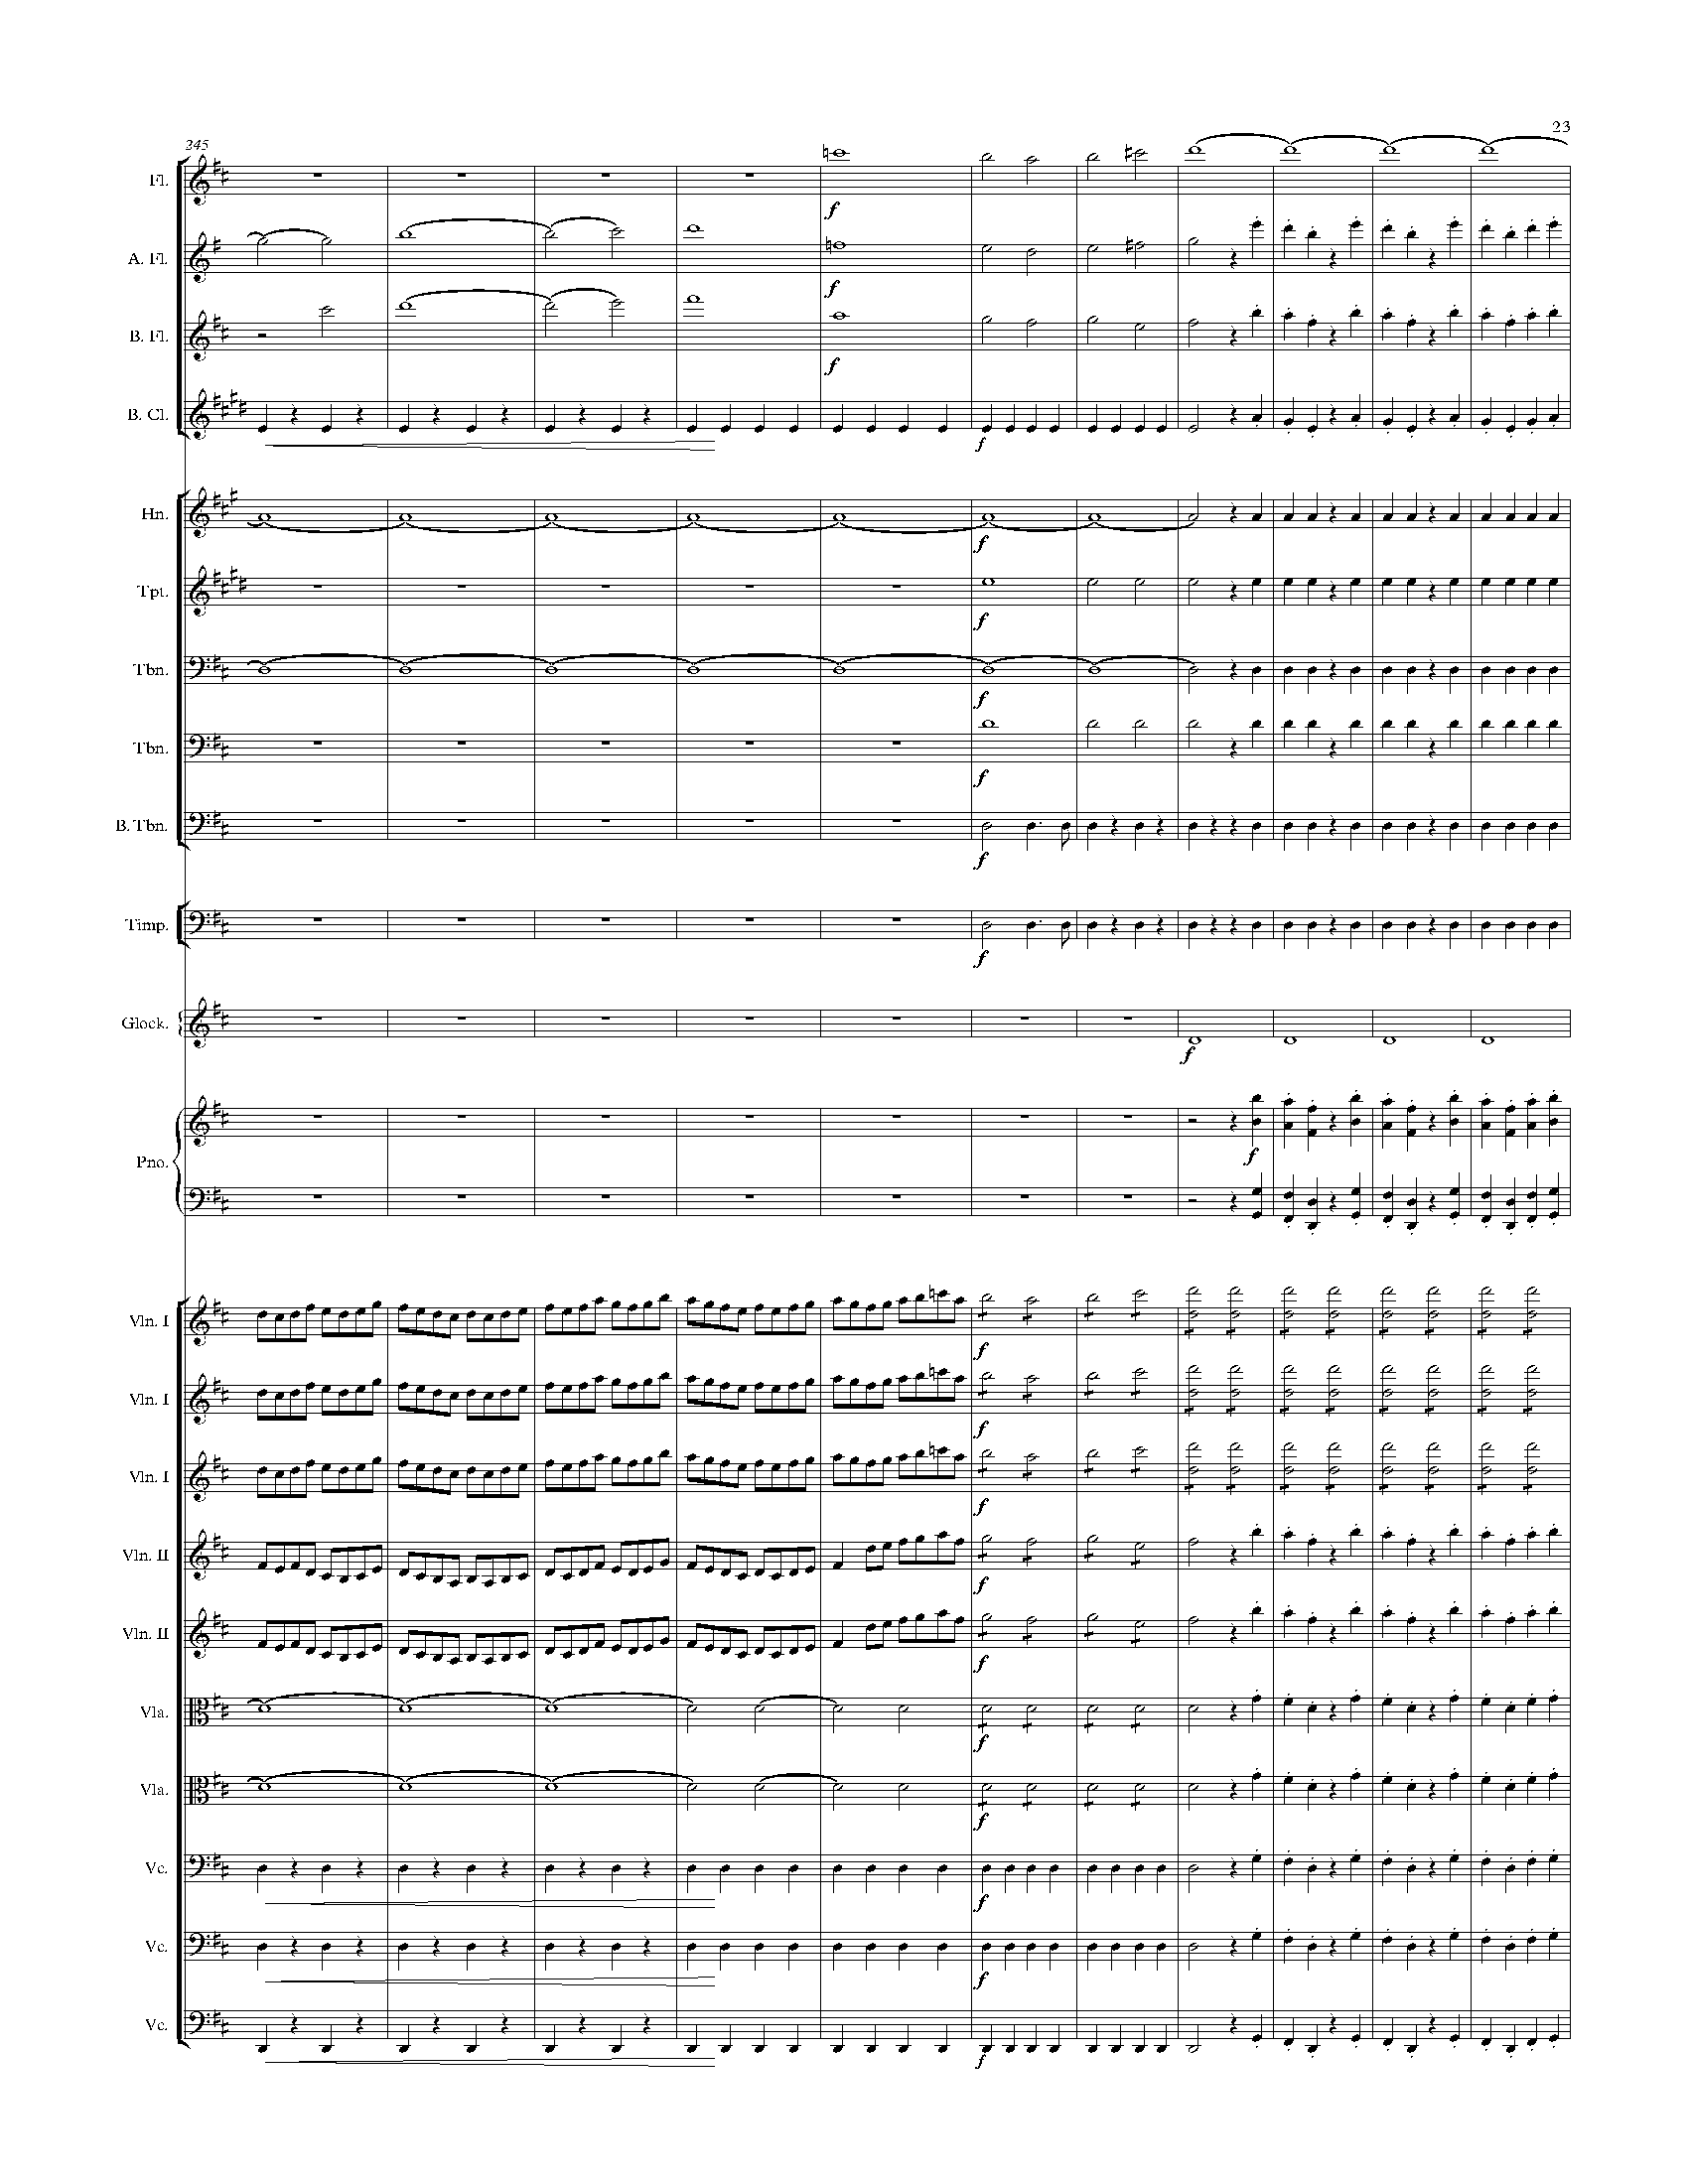 23
345
Fl.
f
A. Fl.
f
B. Fl.
f
B. Cl.
f
Hn.
f
Tpt.
f
Tbn.
f
Tbn.
f
B. Tbn.
f
Timp.
f
Glock.
f
Pno.
f
Vln. I
f
Vln. I
f
Vln. I
f
Vln. II
f
Vln. II
f
Vla.
f
Vla.
f
Vc.
f
Vc.
f
Vc.
f